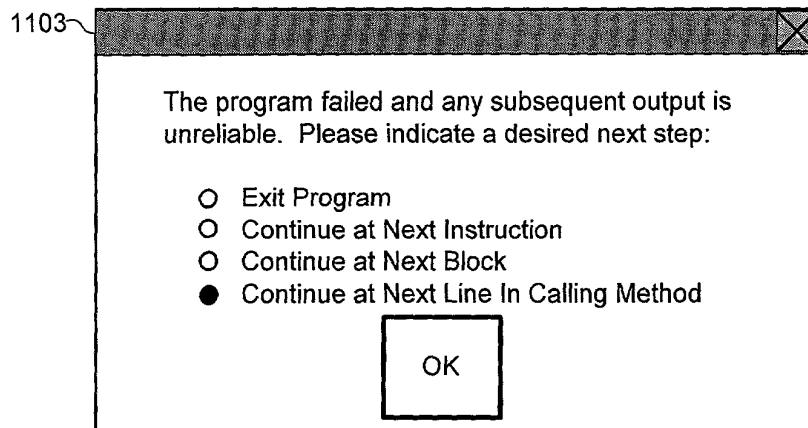 1103
The program failed and any subsequent output is
unreliable. Please indicate a desired next step:
Exit Program
Continue at Next Instruction
Continue at Next Block
Continue at Next Line In Calling Method
OK